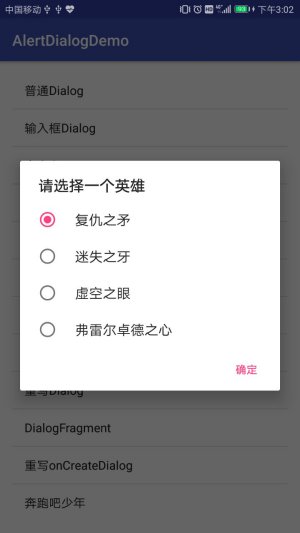 中国移动 下午3:02
AlertDialogDemo
普通Dialog
输入框Dialog
请选择一个英雄
复仇之矛
迷失之牙
虚空之眼
弗雷尔卓德之心
确定
重写Dialog
DialogFragment
重写onCreateDialog
奔跑吧少年